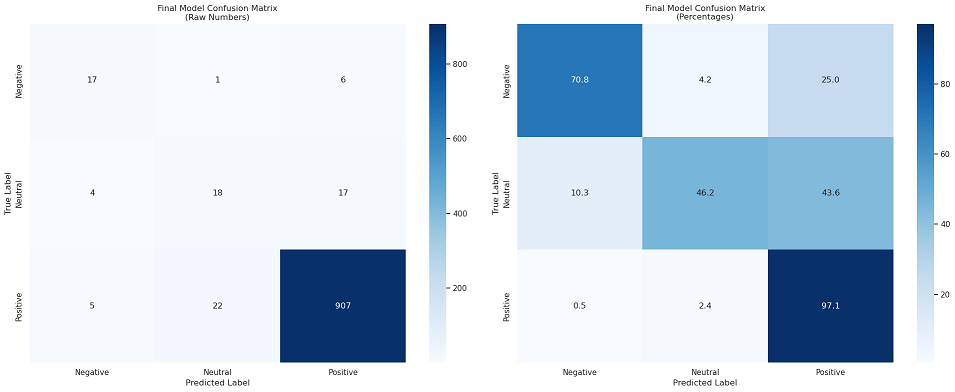 Final Model Confusion Matrix
(Raw Numbers)
True Label
Negative
Neutral
Positive
17 1 6
4 18 17
5 22 907
Negative Neutral Positive
Predicted Label
800
600
400
200
Final Model Confusion Matrix
(Percentages)
True Label
Negative
Neutral
Positive
70.8 4.2 25.0
10.3 46.2 43.6
0.5 2.4 97.1
Negative Neutral Positive
Predicted Label
80
60
40
20